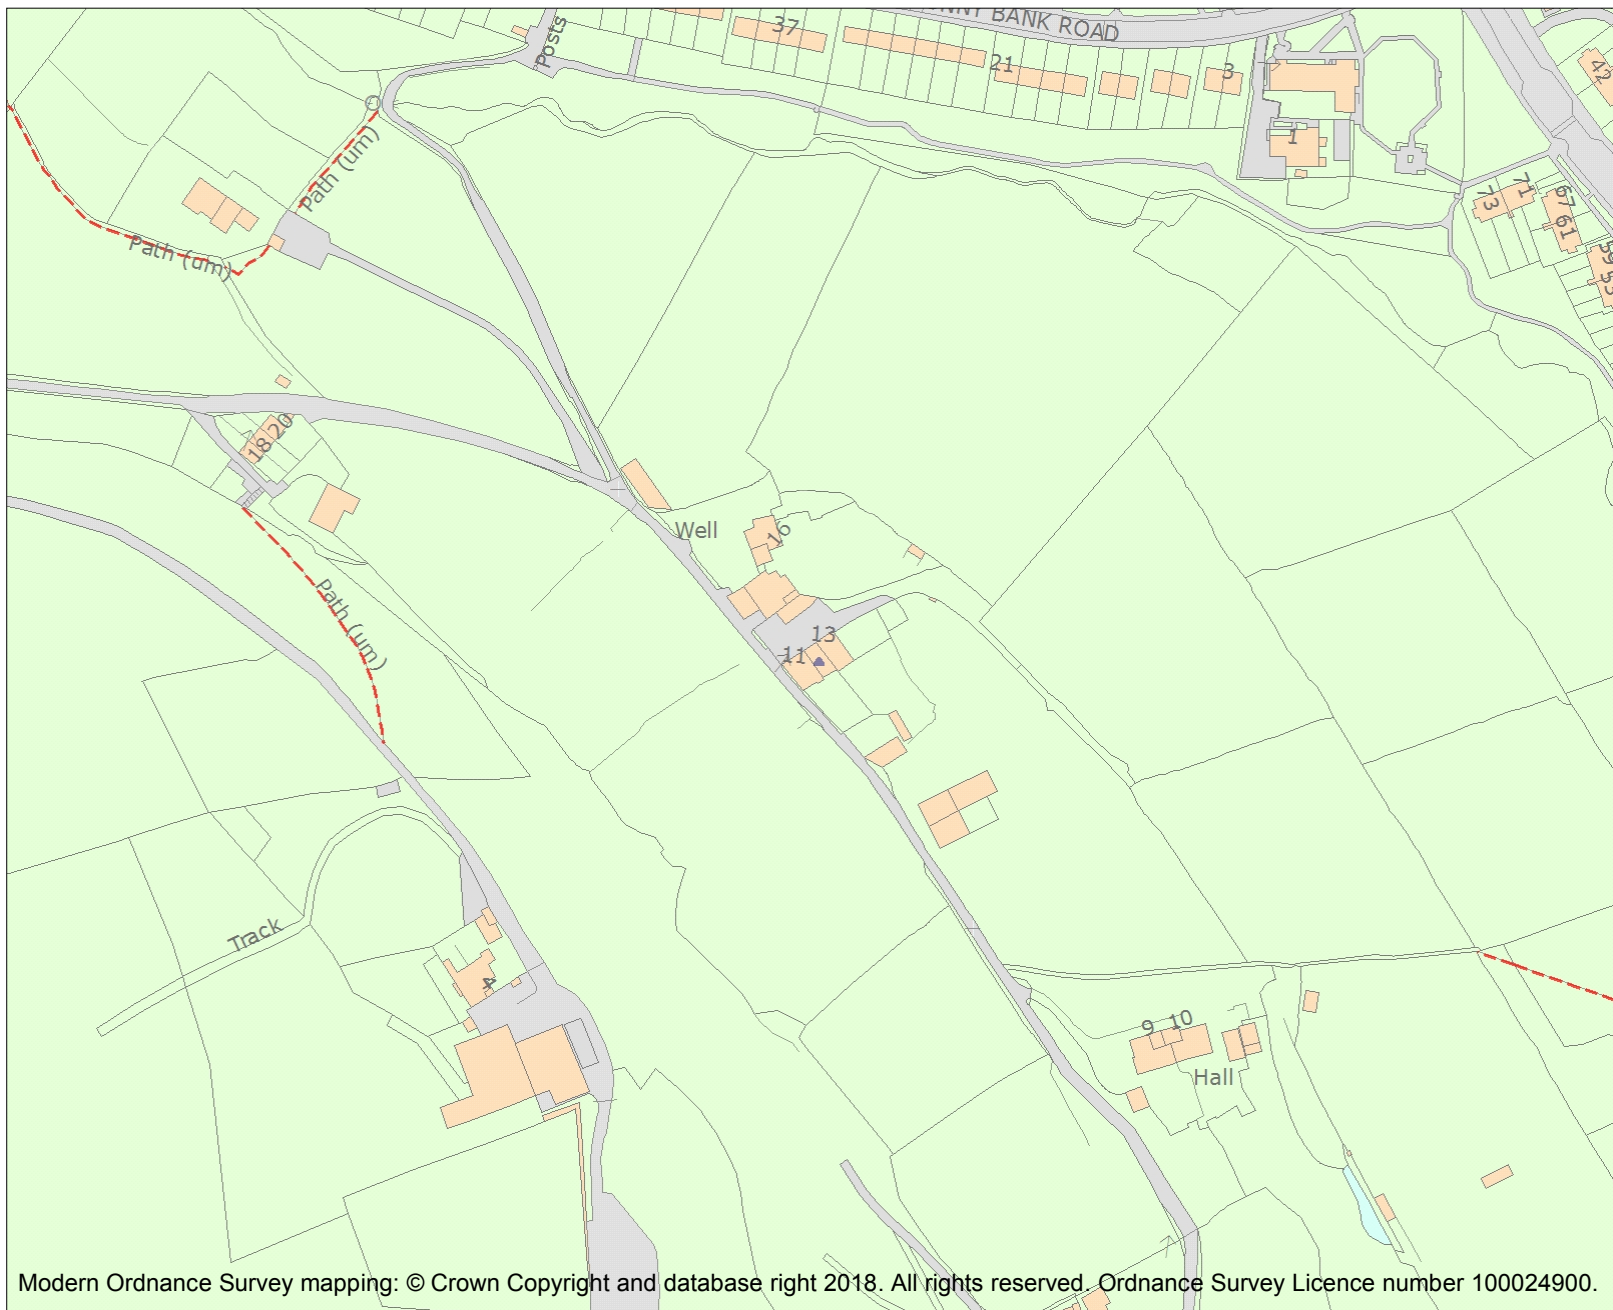 Posts
37
NNY BANK ROAD
21
3
1
42
73
71
67
61
59
53
Path (um)
Path (um)
18
20
Well
16
Path (um)
13
11
Track
4
9
10
Hall
Modern Ordnance Survey mapping: © Crown Copyright and database right 2018. All rights reserved. Ordnance Survey Licence number 100024900.